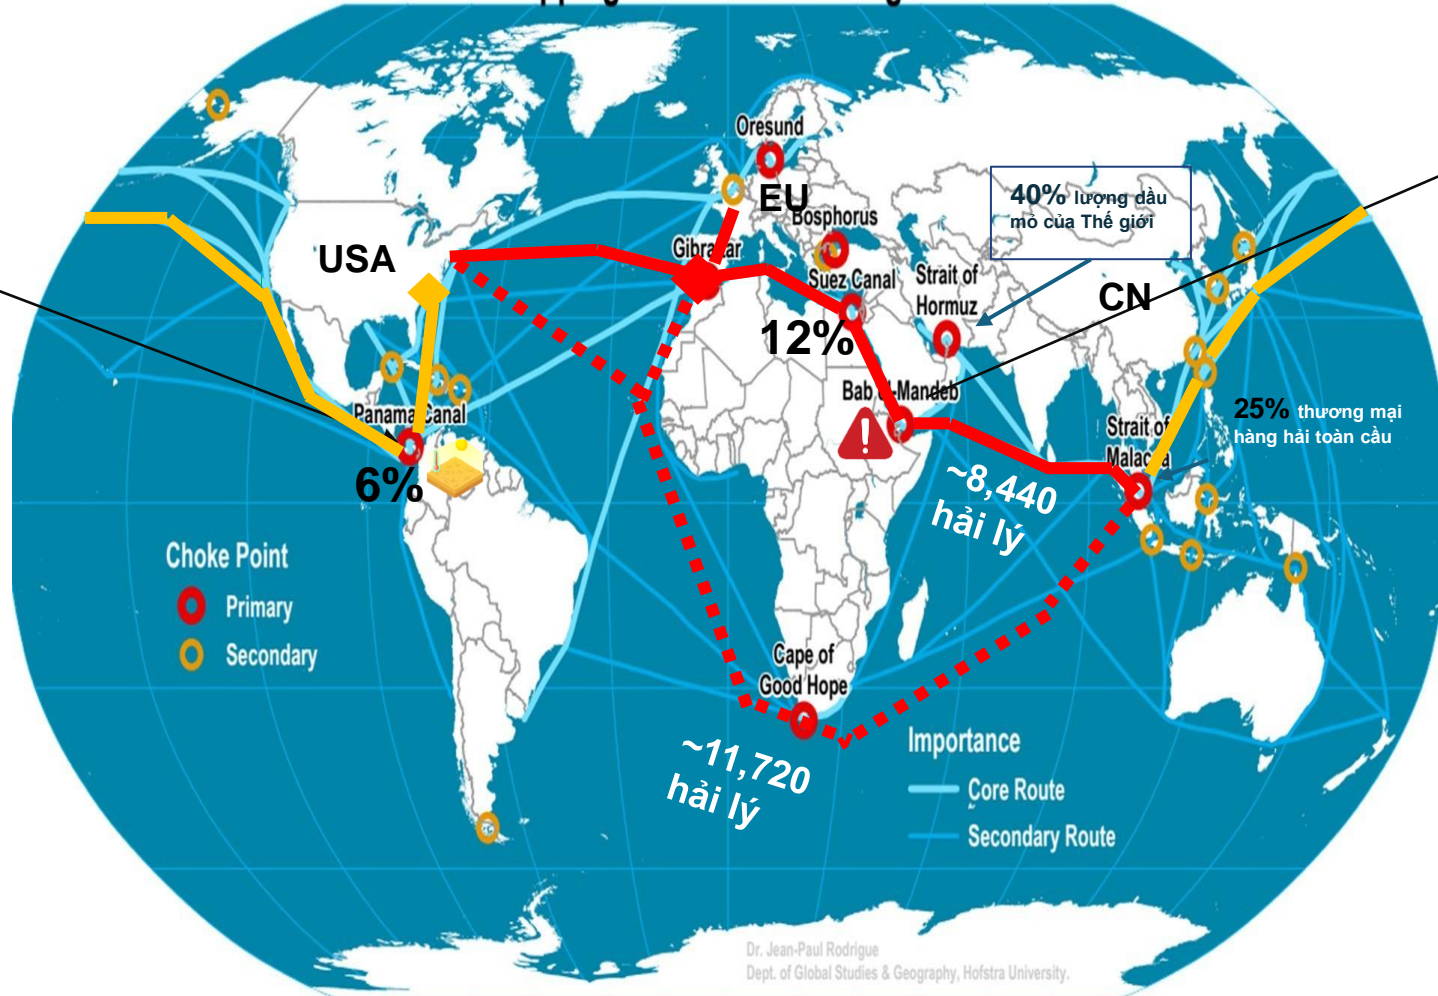 Oresund
EU
Bosphorus
40% lượng dầu
mỏ của Thế giới
USA
Gibraltar
Suez Canal
Strait of
Hormuz
CN
12%
Bab el-Mandeb
Panama Canal
6%
25% thương mại
hàng hải toàn cầu
Strait of
Malacca
~8,440
hải lý
Choke Point
Primary
Secondary
Cape of
Good Hope
~11,720
hải lý
Importance
Core Route
Secondary Route
Dr. Jean-Paul Rodrigue
Dept. of Global Studies & Geography, Hofstra University.